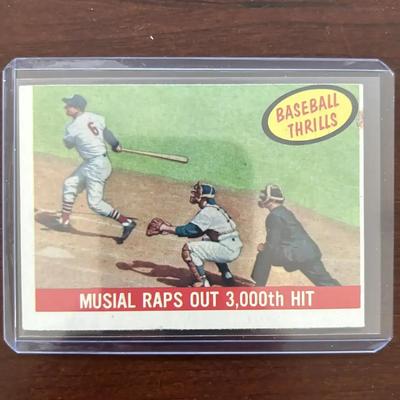 BASEBALL
THRILLS
6
MUSIAL RAPS OUT 3,000th HIT